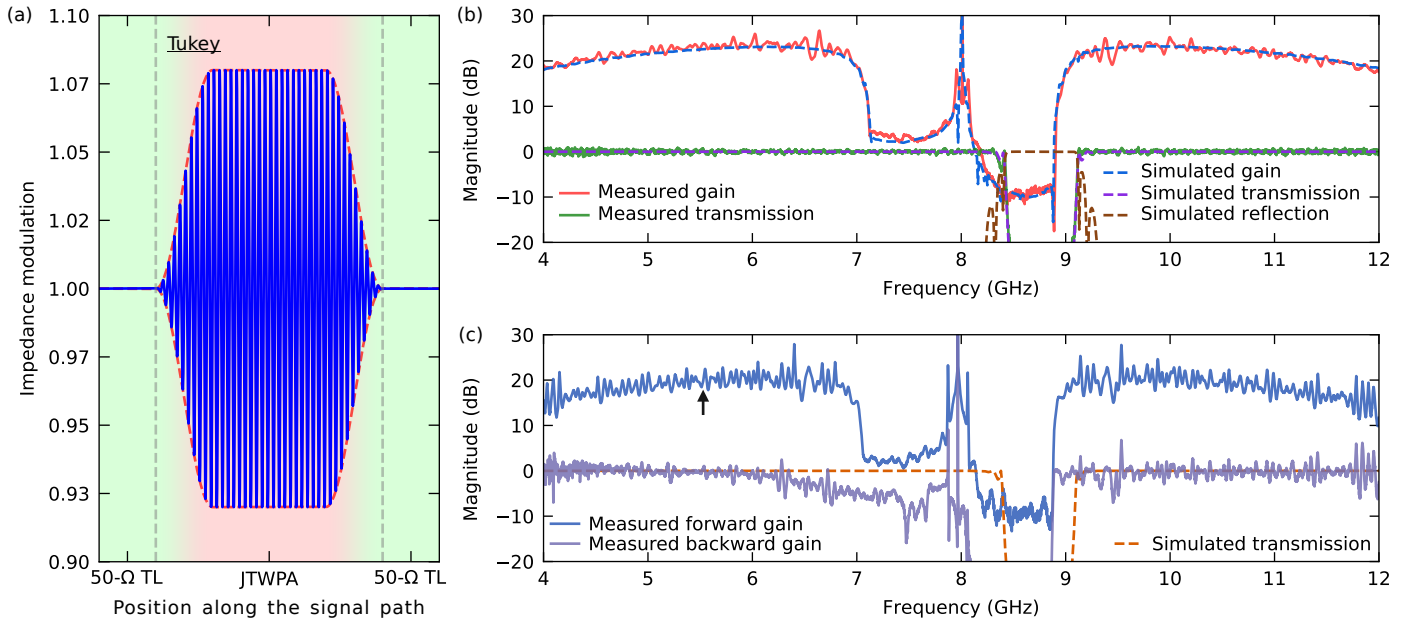 (a)
1.10
1.07
1.05
1.02
1.00
0.97
0.95
0.93
0.90
Impedance modulation
Tukey
50-Ω TL
JTWPA
50-Ω TL
Position along the signal path
(b)
30
20
10
0
−10
−20
Magnitude (dB)
Measured gain
Measured transmission
Simulated gain
Simulated transmission
Simulated reflection
4 5 6 7 8 9 10 11 12
Frequency (GHz)
(c)
30
20
10
0
−10
−20
Magnitude (dB)
Measured forward gain
Measured backward gain
Simulated transmission
4 5 6 7 8 9 10 11 12
Frequency (GHz)